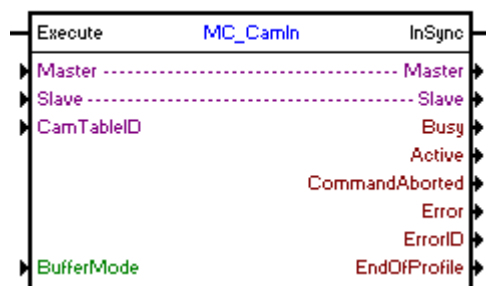 Execute MC_CamIn InSync
Master Master
Slave Slave
CamTableID Busy
Active
CommandAborted
Error
ErrorID
BufferMode EndOfProfile